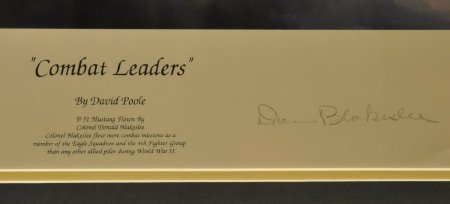 "Combat Leaders"
By David Poole
P-51 Mustang Flown By
Colonel Donald Blakeslee
Colonel Blakeslee flew more combat missions as a
member of the Eagle Squadron and the 4th Fighter Group
than any other allied pilot during World War II.
Don Blakeslee